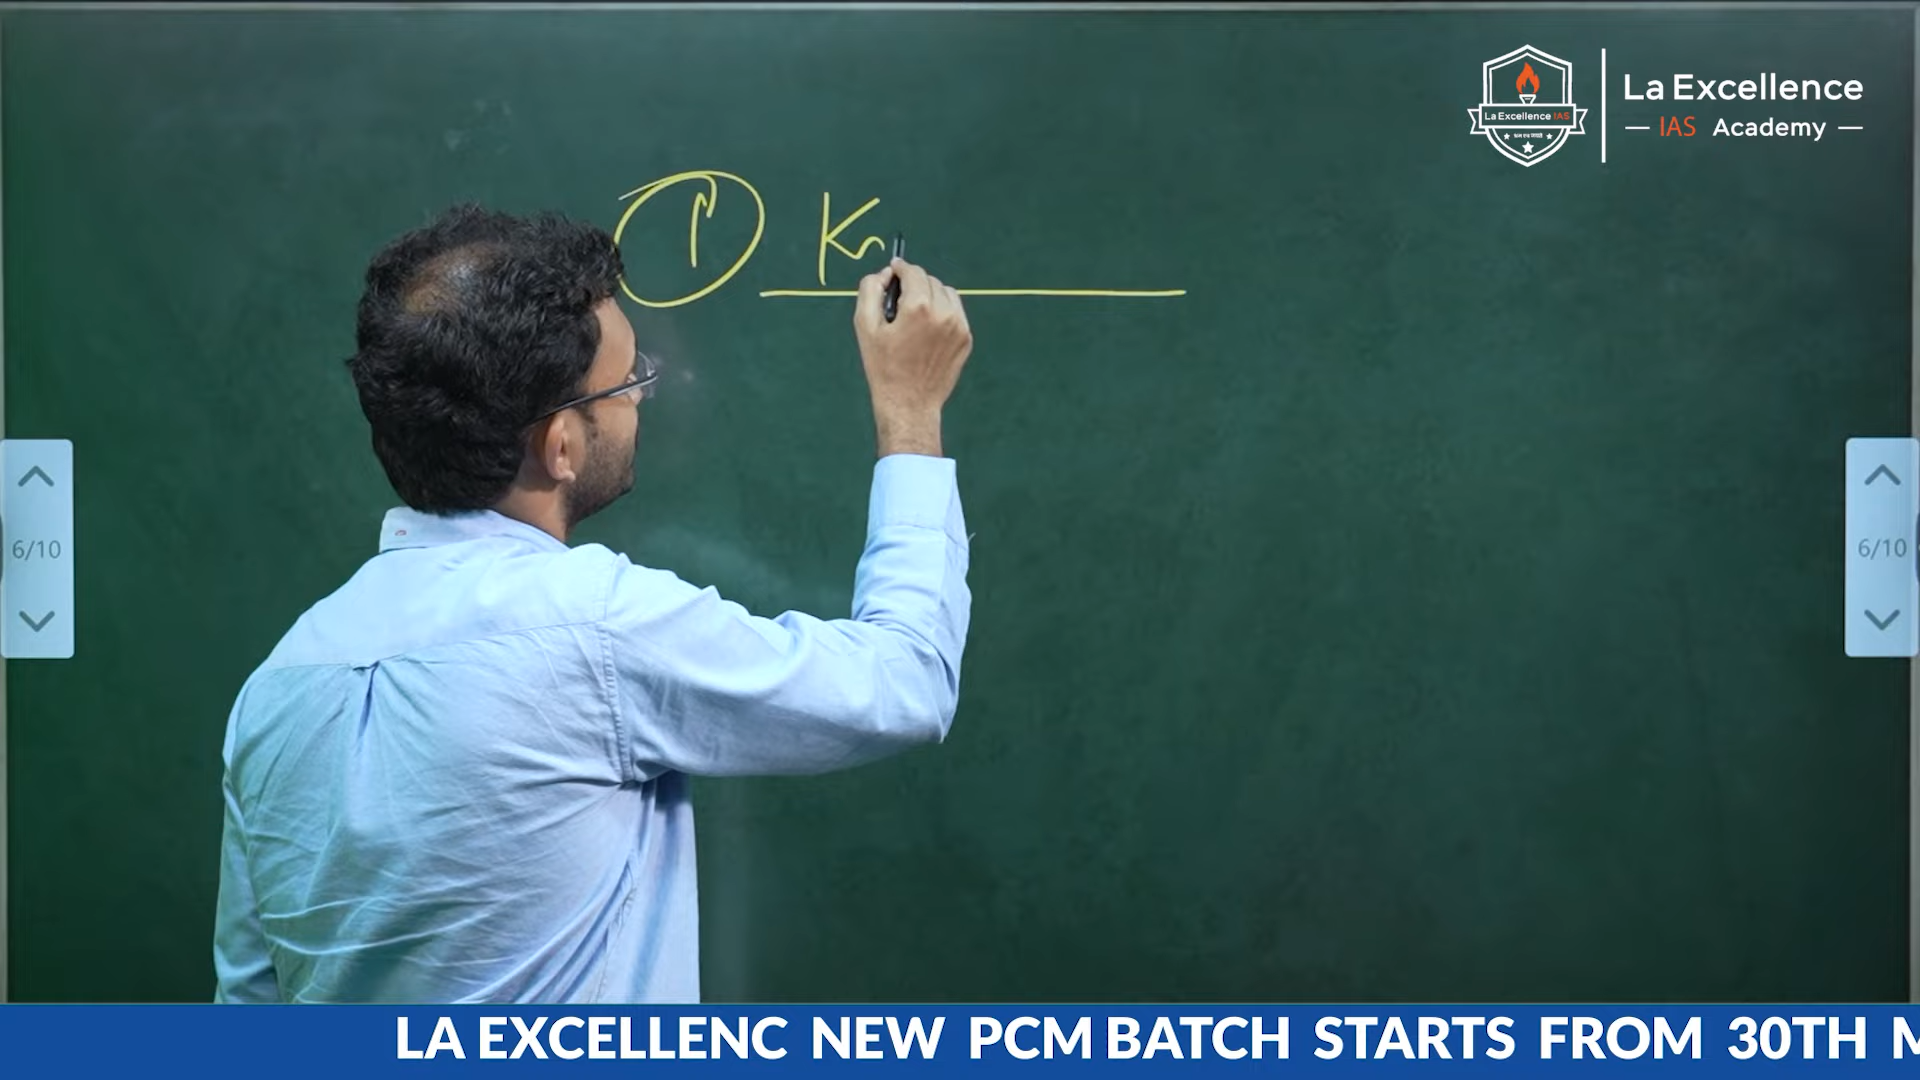 La Excellence
La Excellence IAS
— IAS Academy —
① Kn
6/10
6/10
LA EXCELLENC NEW PCM BATCH STARTS FROM 30TH M